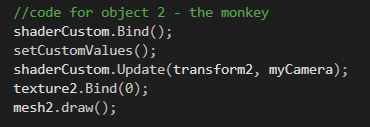 //code for object 2 - the monkey
shaderCustom.Bind();
setCustomValues();
shaderCustom.Update(transform2, myCamera);
texture2.Bind(0);
mesh2.draw();